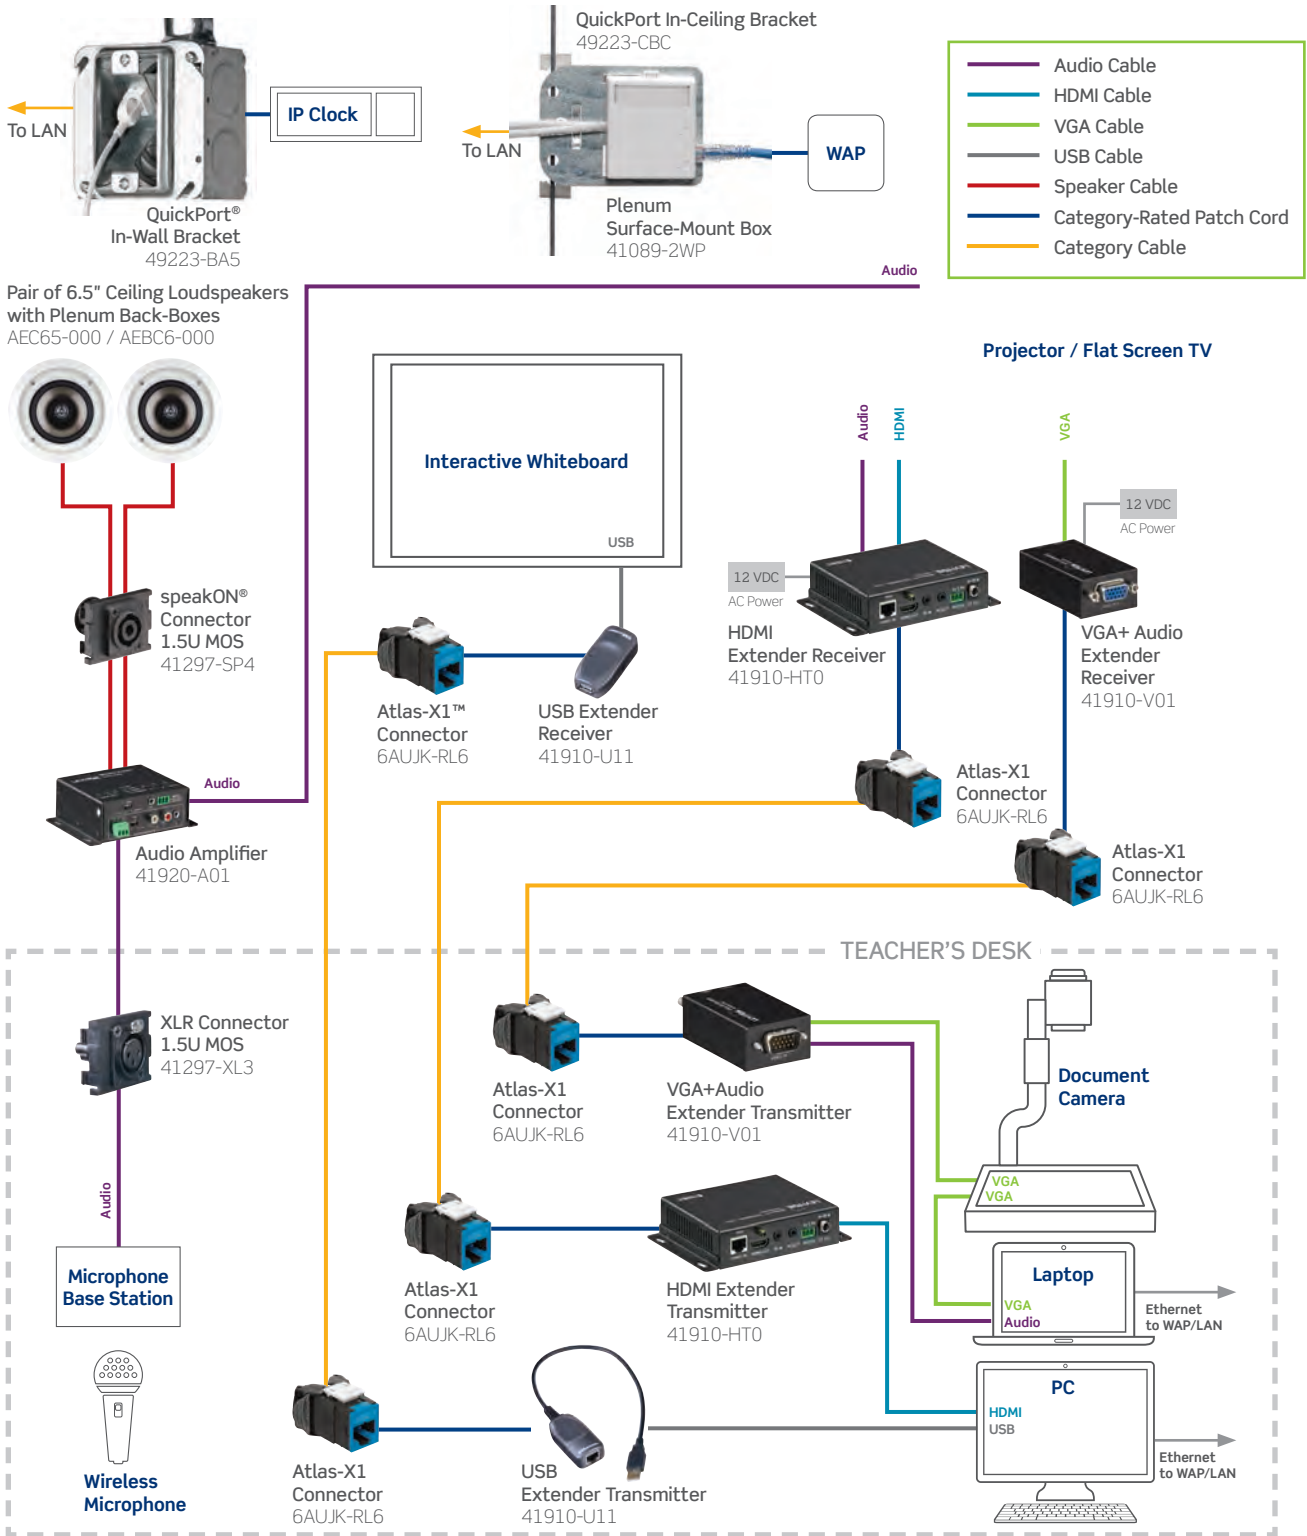 QuickPort In-Ceiling Bracket
49223-CBC
To LAN
IP Clock
QuickPort®
In-Wall Bracket
49223-BA5
To LAN
WAP
Plenum
Surface-Mount Box
41089-2WP
Audio Cable
HDMI Cable
VGA Cable
USB Cable
Speaker Cable
Category-Rated Patch Cord
Category Cable
Audio
Pair of 6.5" Ceiling Loudspeakers
with Plenum Back-Boxes
AEC65-000 / AEBC6-000
Projector / Flat Screen TV
Interactive Whiteboard
USB
Audio
HDMI
VGA
12 VDC
AC Power
12 VDC
AC Power
speakON®
Connector
1.5U MOS
41297-SP4
HDMI
Extender Receiver
41910-HT0
VGA+ Audio
Extender
Receiver
41910-V01
Atlas-X1™
Connector
6AUJK-RL6
USB Extender
Receiver
41910-U11
Audio
Atlas-X1
Connector
6AUJK-RL6
Audio Amplifier
41920-A01
Atlas-X1
Connector
6AUJK-RL6
TEACHER'S DESK
XLR Connector
1.5U MOS
41297-XL3
Atlas-X1
Connector
6AUJK-RL6
VGA+Audio
Extender Transmitter
41910-V01
Document
Camera
VGA
VGA
Audio
Microphone
Base Station
Atlas-X1
Connector
6AUJK-RL6
HDMI Extender
Transmitter
41910-HT0
Laptop
VGA
Audio
Ethernet
to WAP/LAN
PC
HDMI
USB
Ethernet
to WAP/LAN
Wireless
Microphone
Atlas-X1
Connector
6AUJK-RL6
USB
Extender Transmitter
41910-U11